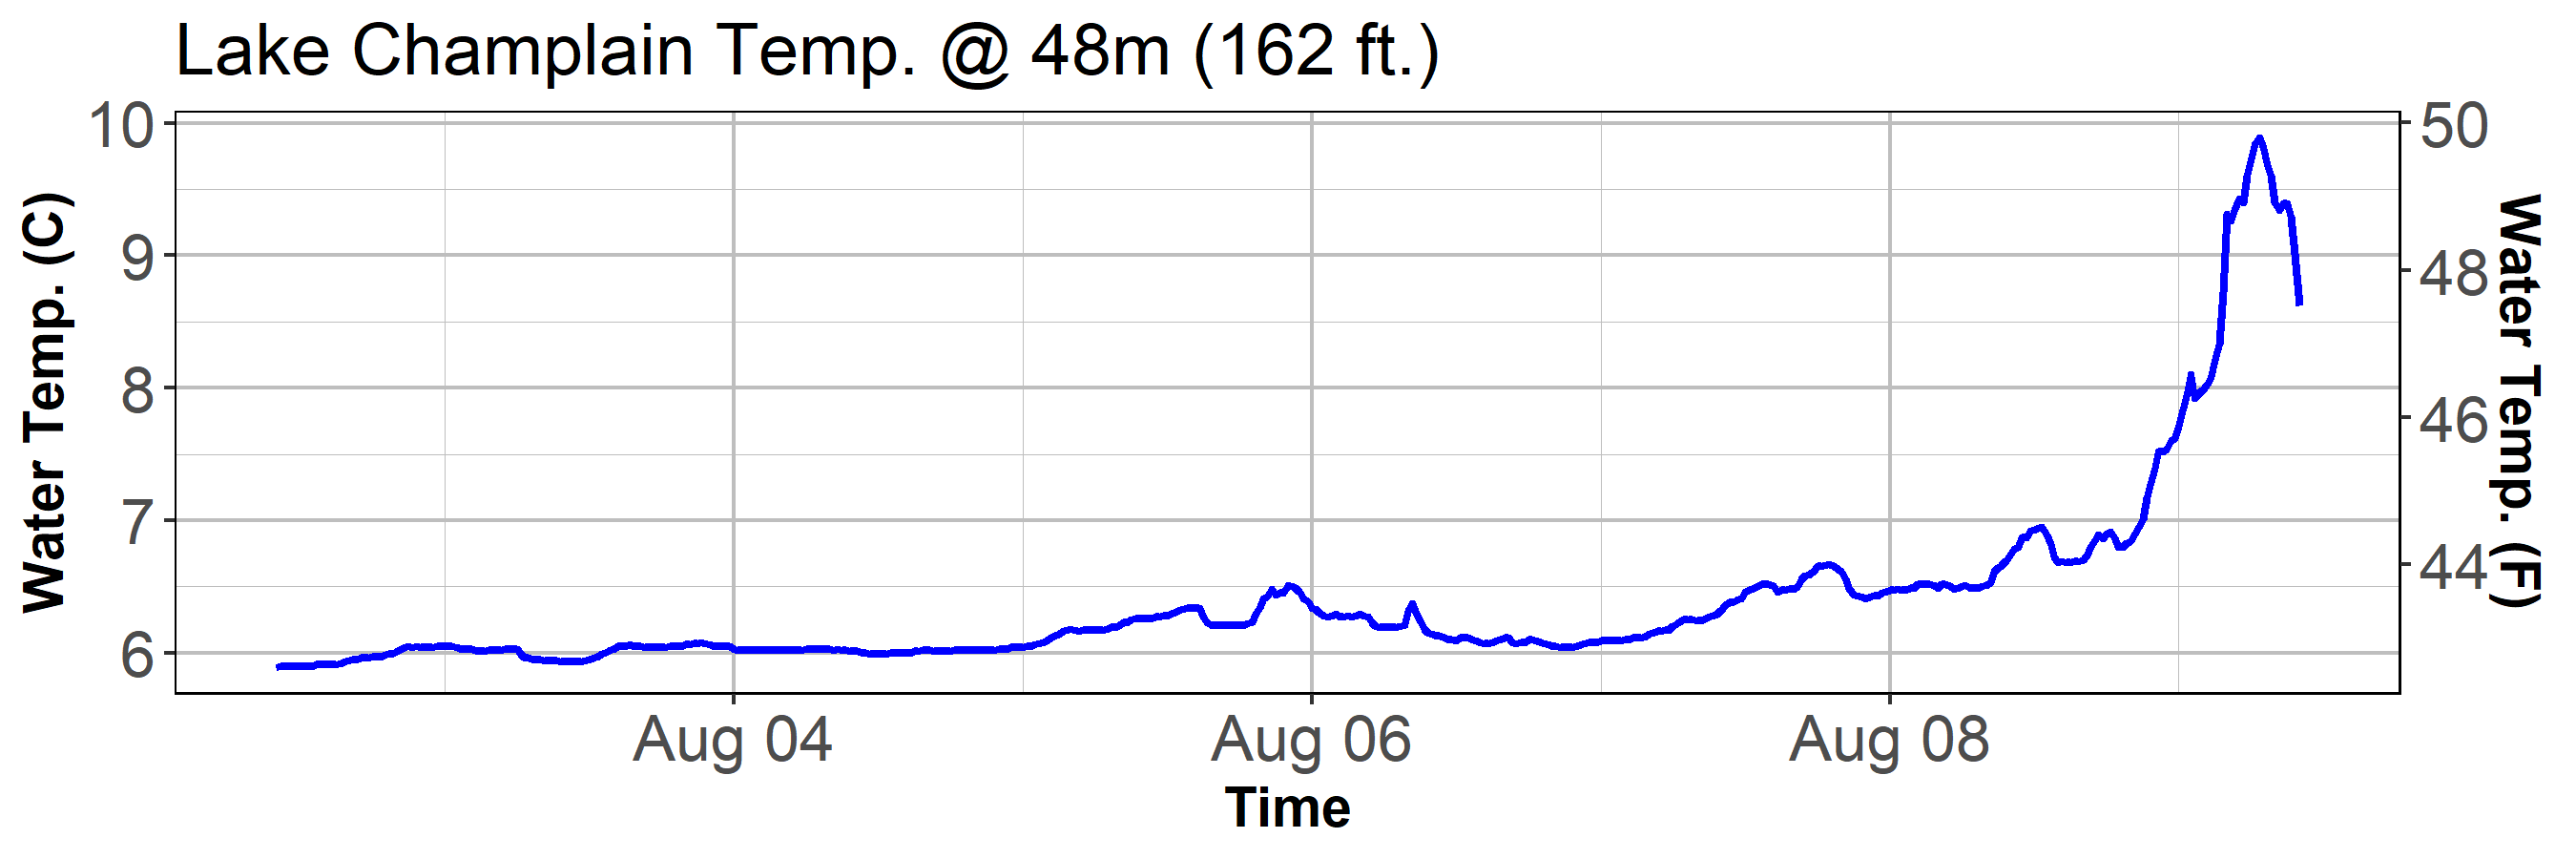 Lake Champlain Temp. @ 48m (162 ft.)
10
9
8
7
6
Water Temp. (C)
50
48
46
44
Water Temp. (F)
Aug 04 Aug 06 Aug 08
Time